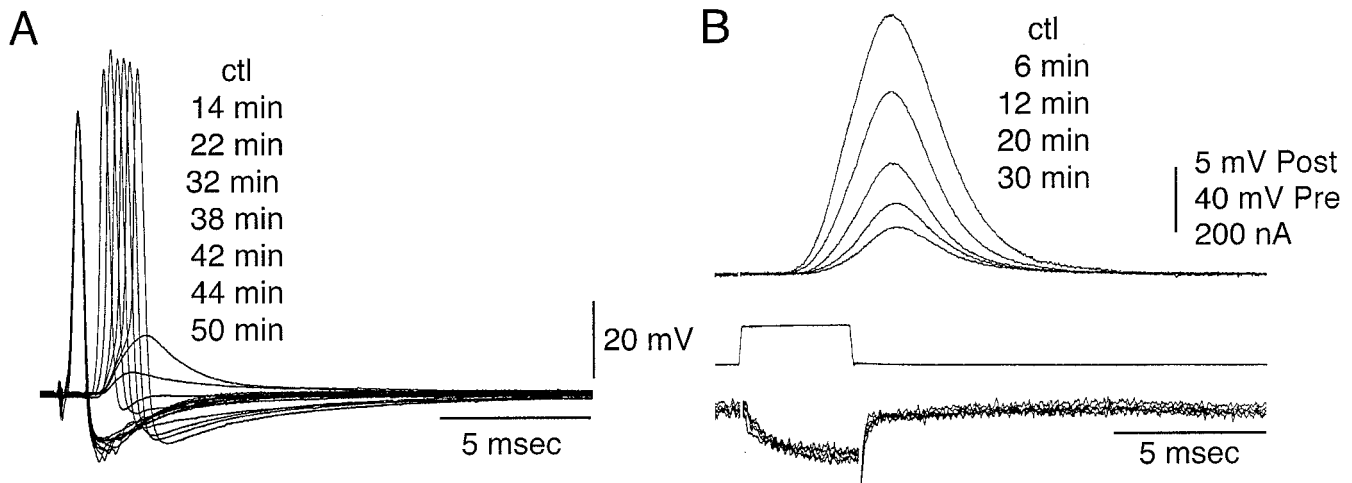 A
ctl
14 min
22 min
32 min
38 min
42 min
44 min
50 min
20 mV
5 msec
B
ctl
6 min
12 min
20 min
30 min
5 mV Post
40 mV Pre
200 nA
5 msec